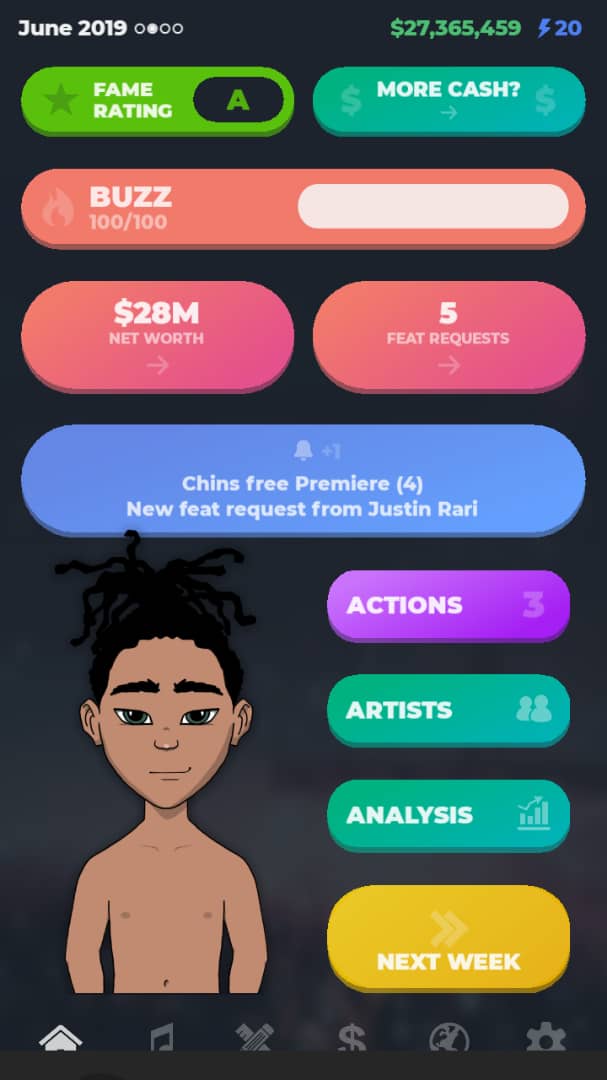 June 2019
$27,365,459
20
FAME
RATING
A
MORE CASH?
BUZZ
100/100
$28M
NET WORTH
5
FEAT REQUESTS
+1
Chins free Premiere (4)
New feat request from Justin Rari
ACTIONS
3
ARTISTS
ANALYSIS
NEXT WEEK